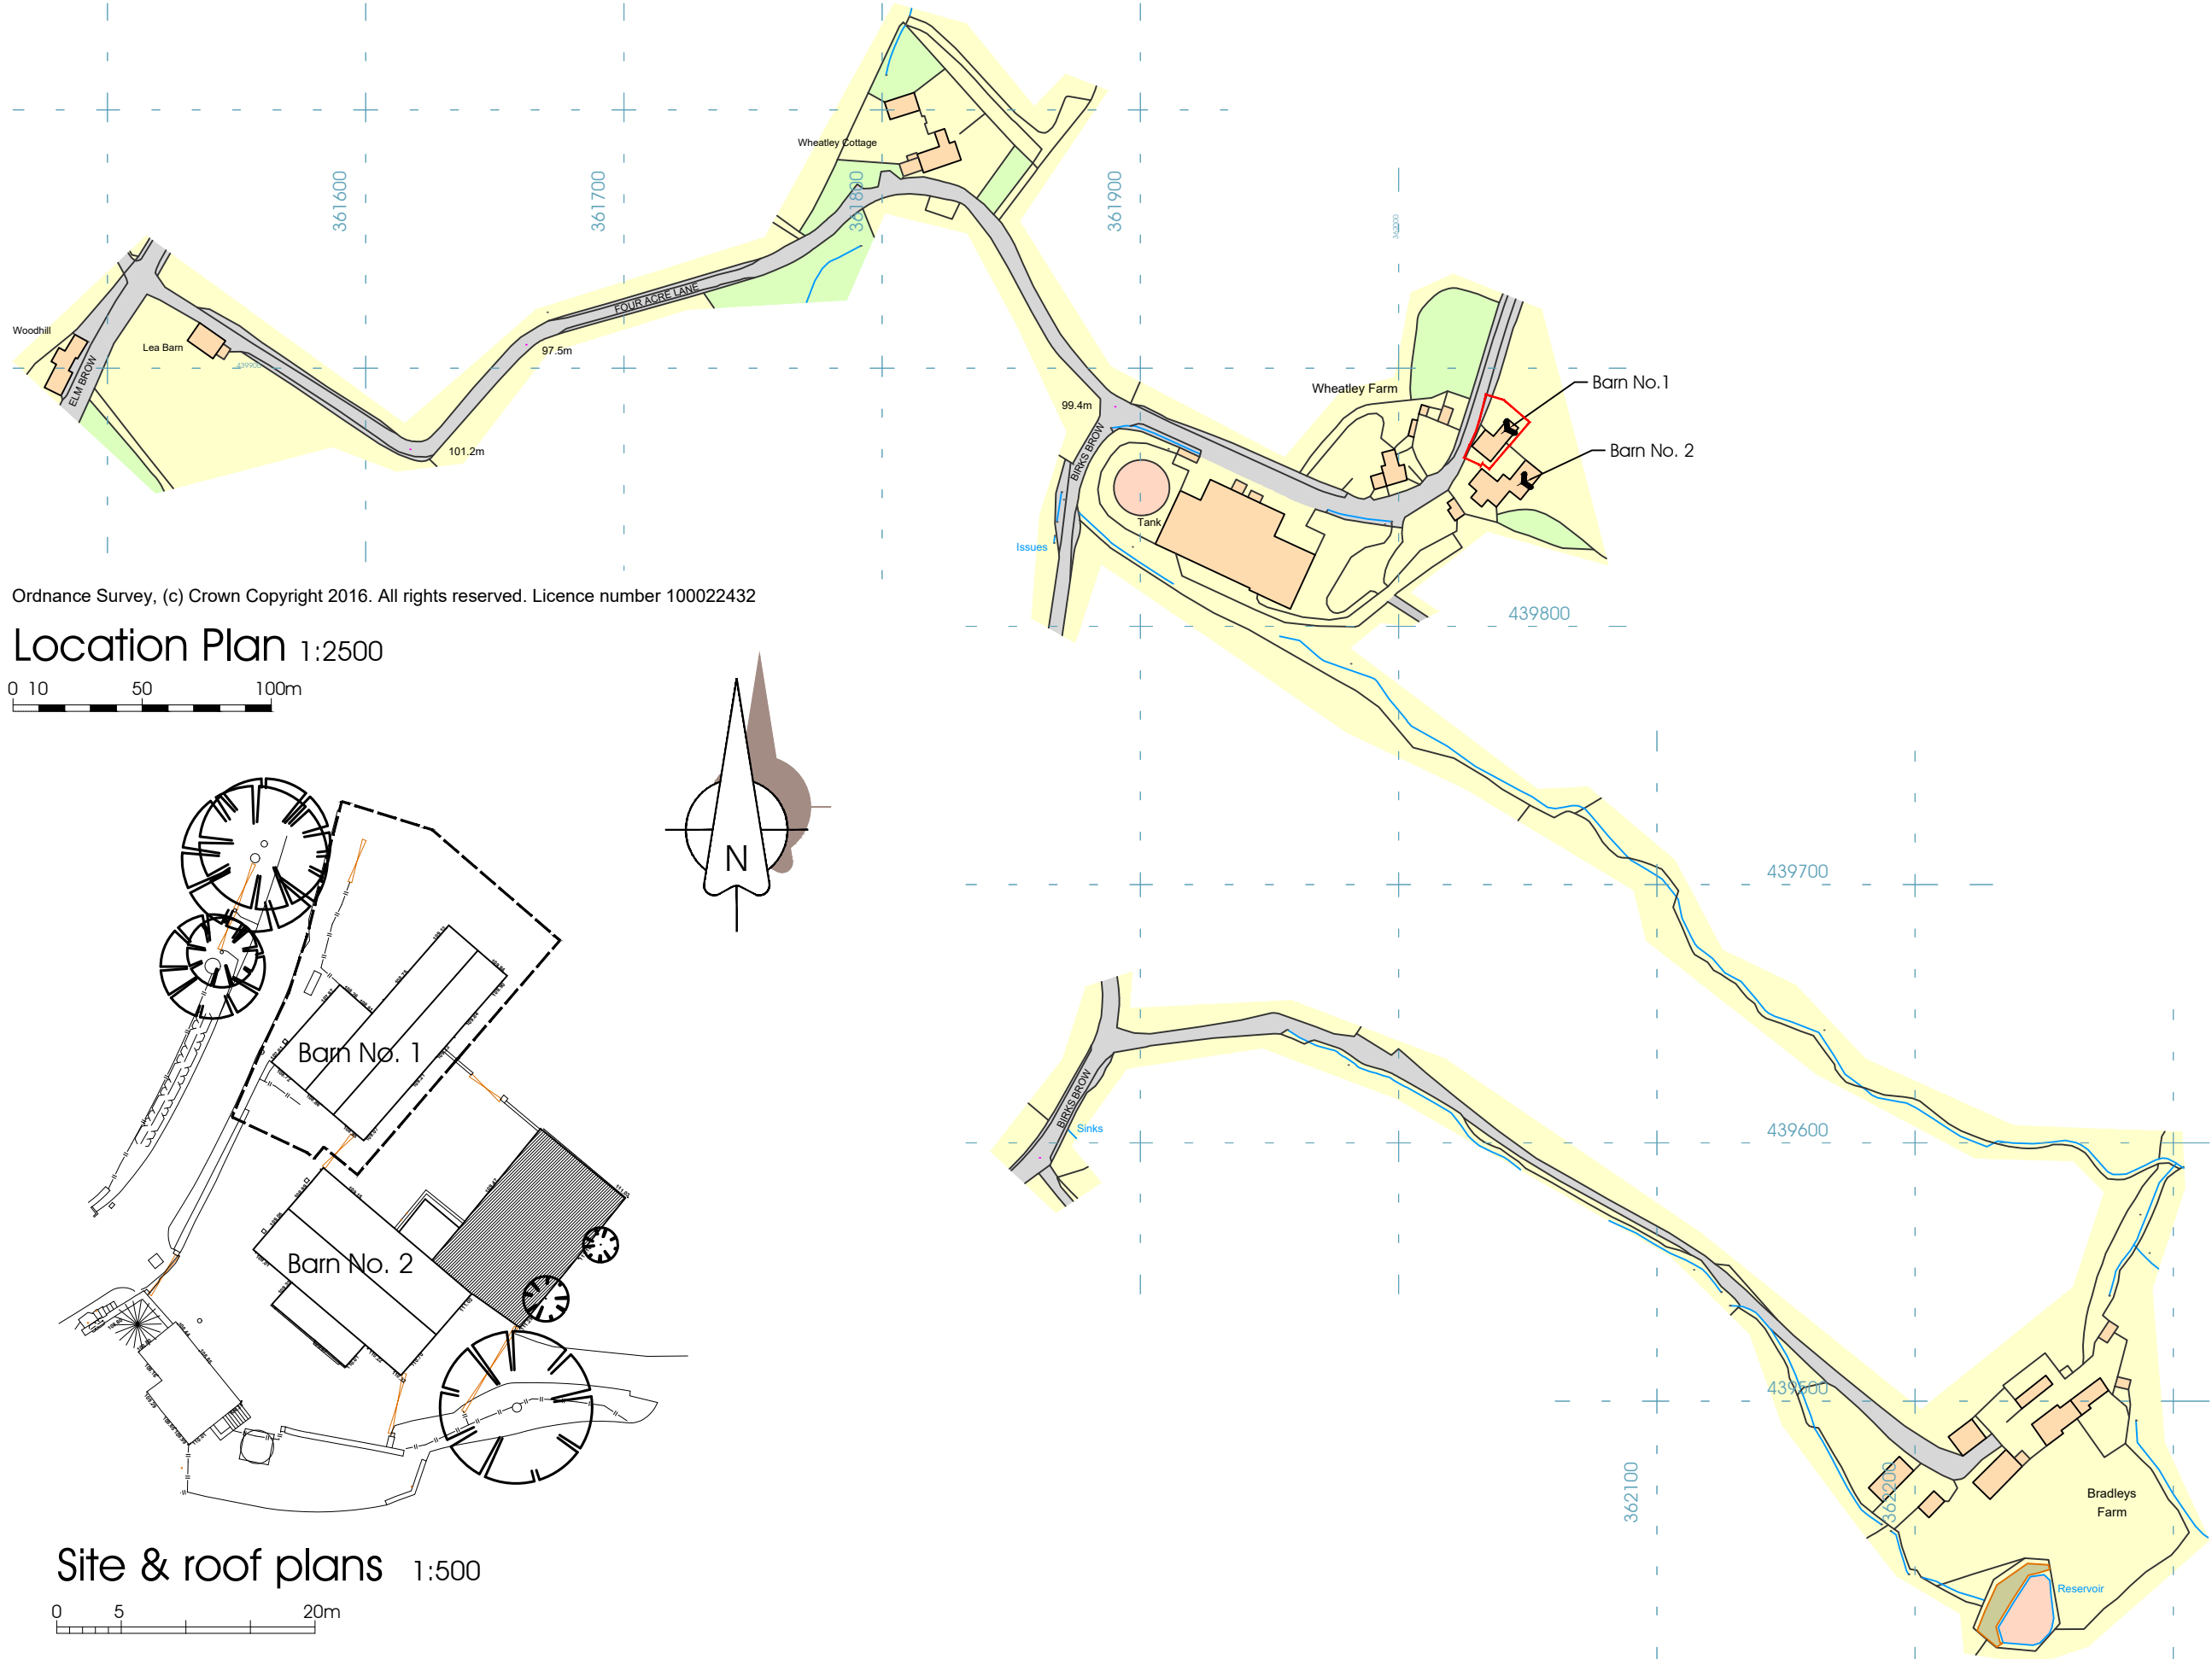 Wheatley Cottage
361600
361700
361800
361900
362000
Woodhill
Lea Barn
ELM BROW
439900
FOUR ACRE LANE
97.5m
101.2m
99.4m
BIRKS BROW
Wheatley Farm
Barn No.1
Barn No. 2
Tank
Issues
439800
Ordnance Survey, (c) Crown Copyright 2016. All rights reserved. Licence number 100022432
Location Plan 1:2500
0 10 50 100m
N
439700
439600
BIRKS BROW
Sinks
439500
362100
362200
Bradleys
Farm
Reservoir
Barn No. 1
Barn No. 2
Site & roof plans 1:500
0 5 20m